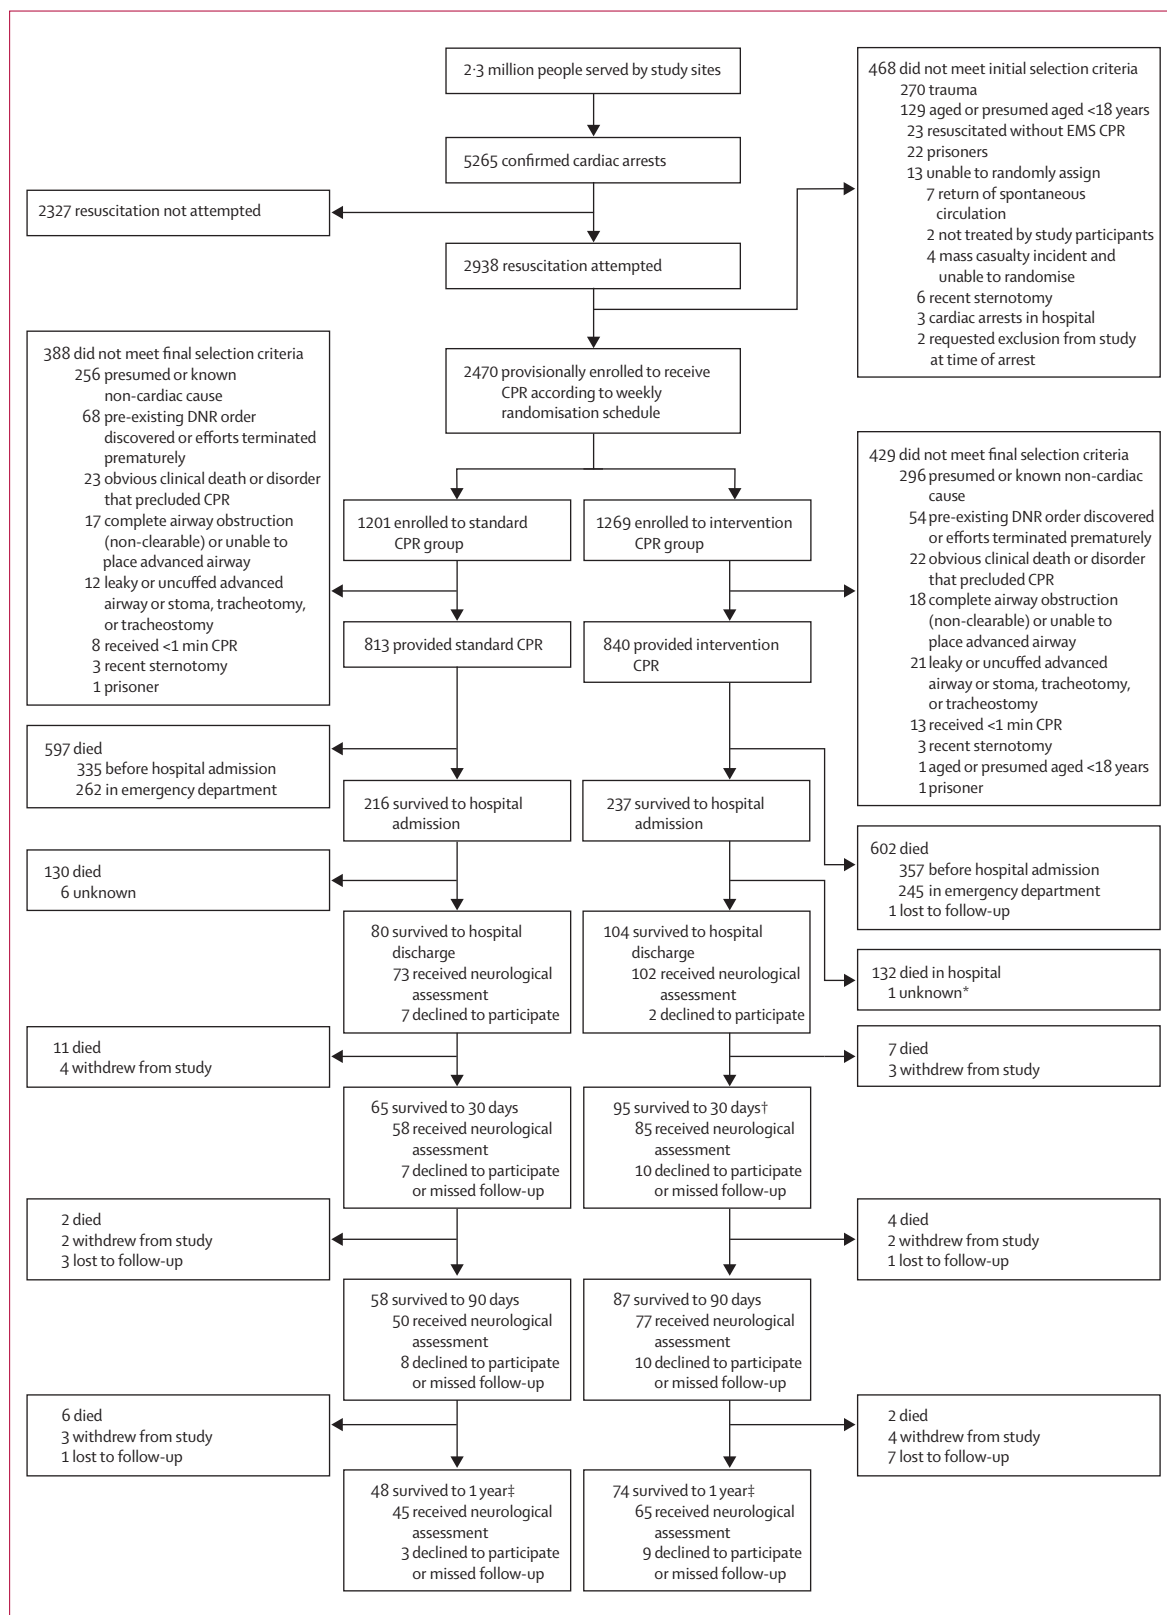 2·3 million people served by study sites
468 did not meet initial selection criteria
270 trauma
129 aged or presumed aged <18 years
23 resuscitated without EMS CPR
22 prisoners
13 unable to randomly assign
7 return of spontaneous
circulation
2 not treated by study participants
4 mass casualty incident and
unable to randomise
6 recent sternotomy
3 cardiac arrests in hospital
2 requested exclusion from study
at time of arrest
5265 confirmed cardiac arrests
2327 resuscitation not attempted
2938 resuscitation attempted
388 did not meet final selection criteria
256 presumed or known
non-cardiac cause
68 pre-existing DNR order
discovered or efforts terminated
prematurely
23 obvious clinical death or disorder
that precluded CPR
17 complete airway obstruction
(non-clearable) or unable to
place advanced airway
12 leaky or uncuffed advanced
airway or stoma, tracheotomy,
or tracheostomy
8 received <1 min CPR
3 recent sternotomy
1 prisoner
2470 provisionally enrolled to receive
CPR according to weekly
randomisation schedule
429 did not meet final selection criteria
296 presumed or known non-cardiac
cause
54 pre-existing DNR order discovered
or efforts terminated prematurely
22 obvious clinical death or disorder
that precluded CPR
18 complete airway obstruction
(non-clearable) or unable to
place advanced airway
21 leaky or uncuffed advanced
airway or stoma, tracheotomy,
or tracheostomy
13 received <1 min CPR
3 recent sternotomy
1 aged or presumed aged <18 years
1 prisoner
1201 enrolled to standard
CPR group
1269 enrolled to intervention
CPR group
813 provided standard CPR
840 provided intervention
CPR
597 died
335 before hospital admission
262 in emergency department
216 survived to hospital
admission
237 survived to hospital
admission
602 died
357 before hospital admission
245 in emergency department
1 lost to follow-up
130 died
6 unknown
80 survived to hospital
discharge
73 received neurological
assessment
7 declined to participate
104 survived to hospital
discharge
102 received neurological
assessment
2 declined to participate
132 died in hospital
1 unknown*
11 died
4 withdrew from study
7 died
3 withdrew from study
65 survived to 30 days
58 received neurological
assessment
7 declined to participate
or missed follow-up
95 survived to 30 days†
85 received neurological
assessment
10 declined to participate
or missed follow-up
2 died
2 withdrew from study
3 lost to follow-up
4 died
2 withdrew from study
1 lost to follow-up
58 survived to 90 days
50 received neurological
assessment
8 declined to participate
or missed follow-up
87 survived to 90 days
77 received neurological
assessment
10 declined to participate
or missed follow-up
6 died
3 withdrew from study
1 lost to follow-up
2 died
4 withdrew from study
7 lost to follow-up
48 survived to 1 year‡
45 received neurological
assessment
3 declined to participate
or missed follow-up
74 survived to 1 year‡
65 received neurological
assessment
9 declined to participate
or missed follow-up